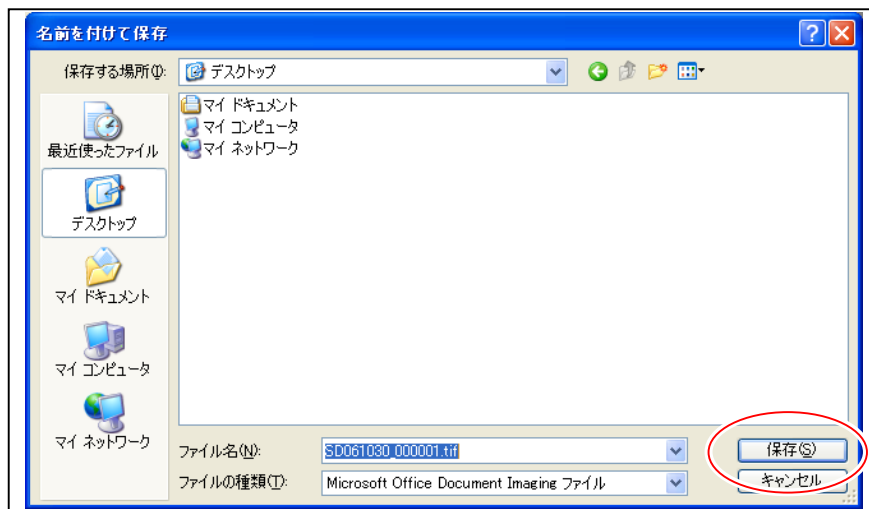 名前を付けて保存
保存する場所(I):
デスクトップ
マイ ドキュメント
マイ コンピュータ
マイ ネットワーク
最近使ったファイル
デスクトップ
マイ ドキュメント
マイ コンピュータ
マイ ネットワーク
ファイル名(N):
SD061030_000001.tif
保存(S)
ファイルの種類(T):
Microsoft Office Document Imaging ファイル
キャンセル